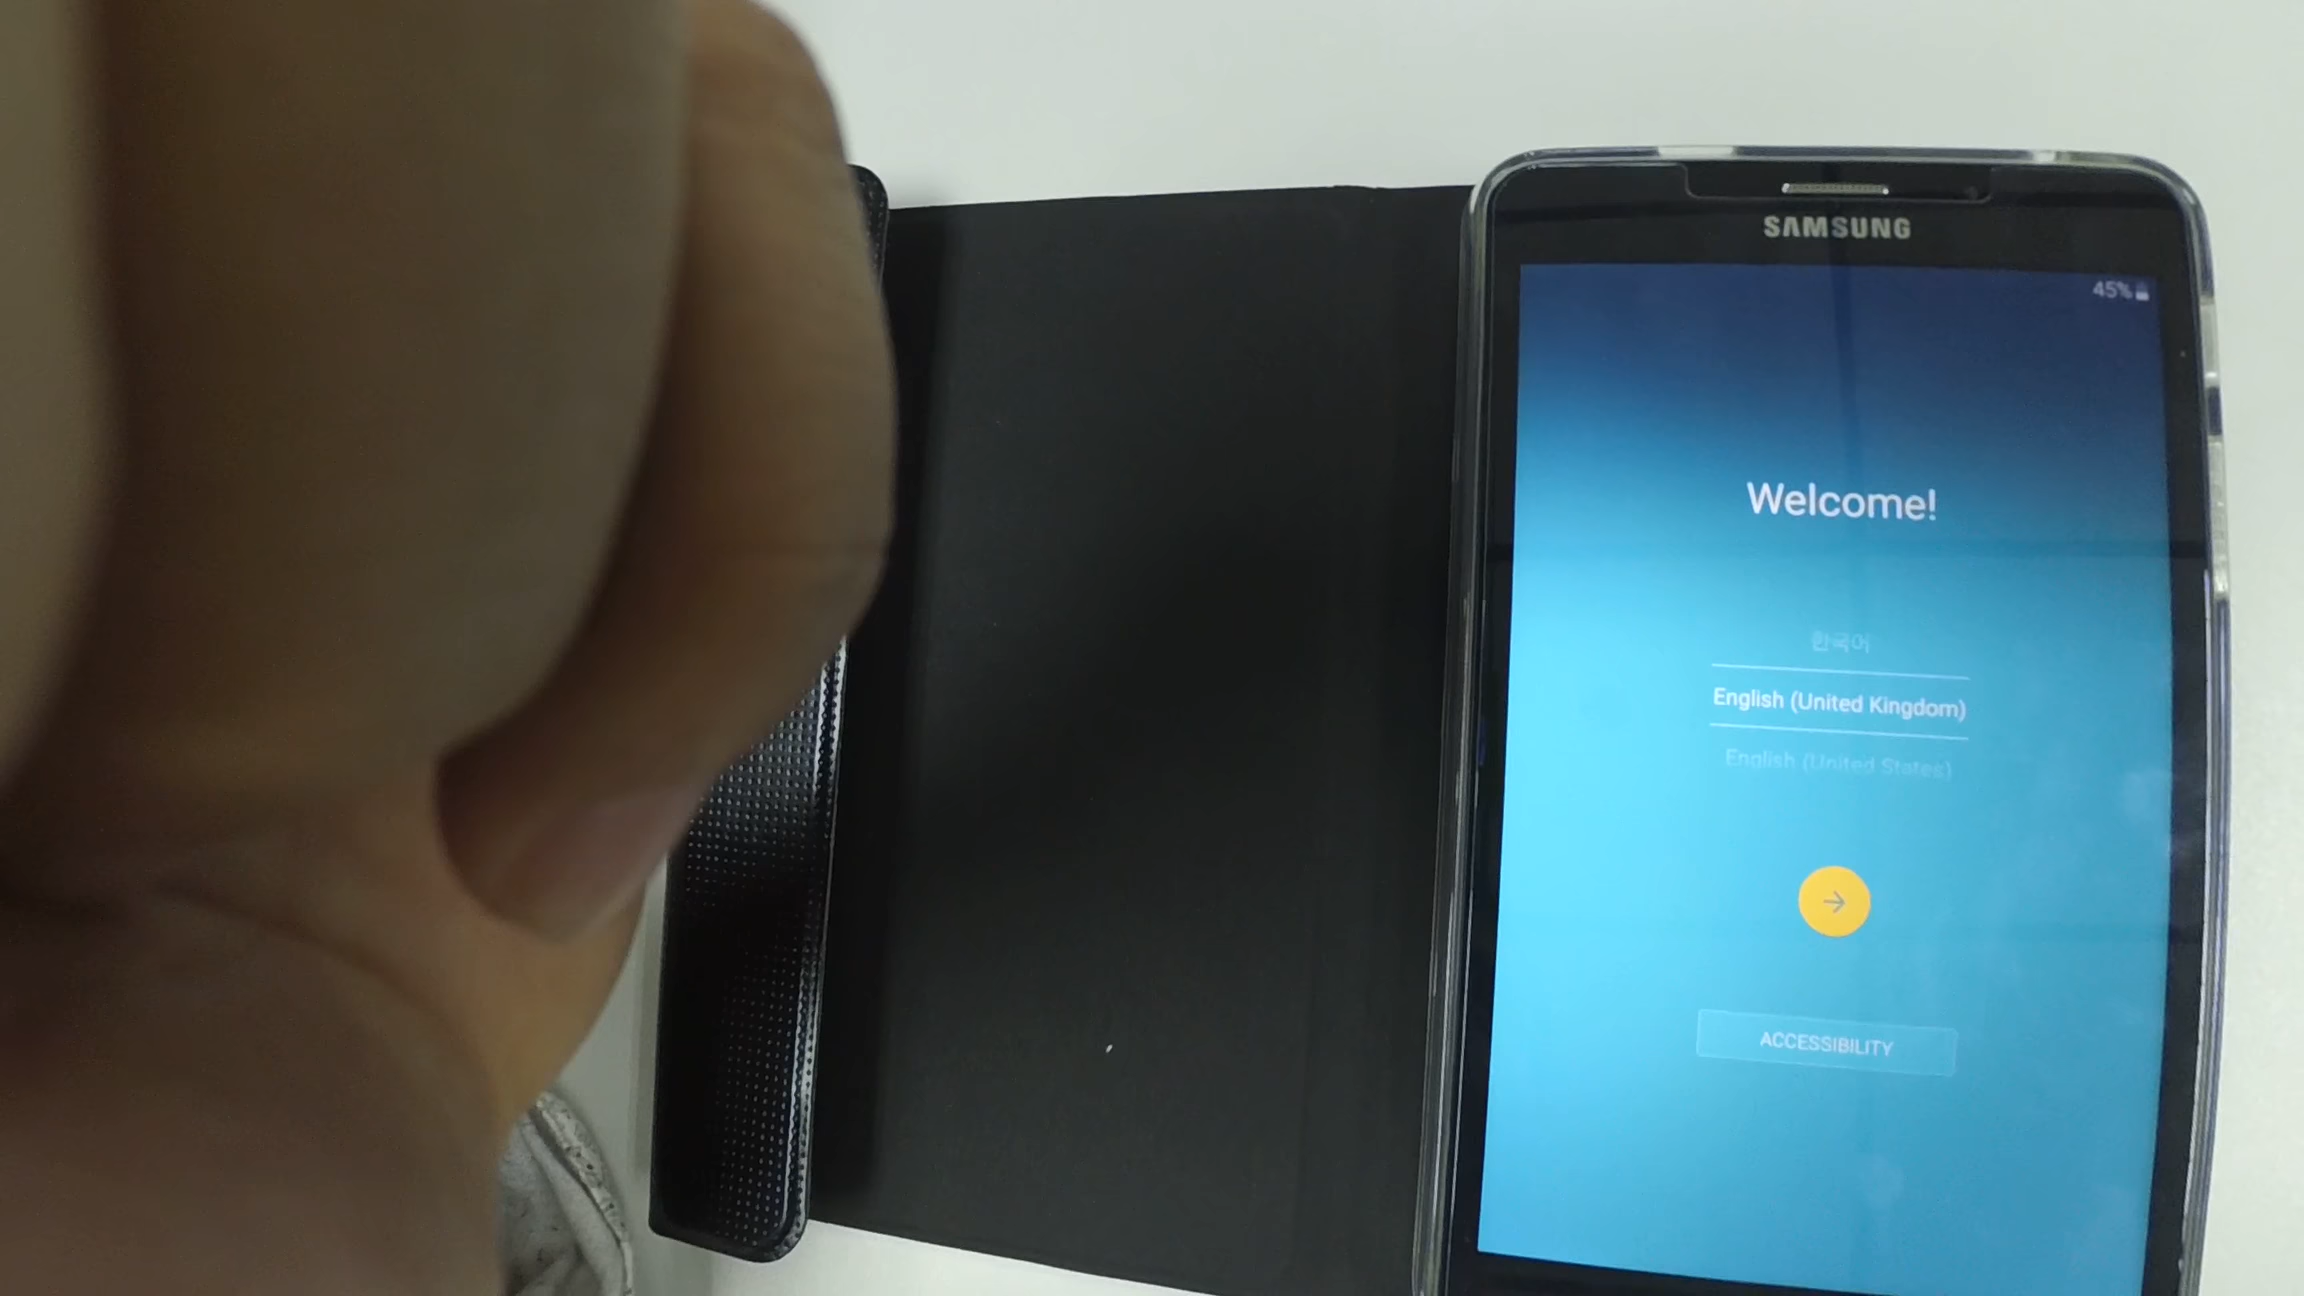 SAMSUNG
45%
Welcome!
한국어
English (United Kingdom)
English (United States)
ACCESSIBILITY